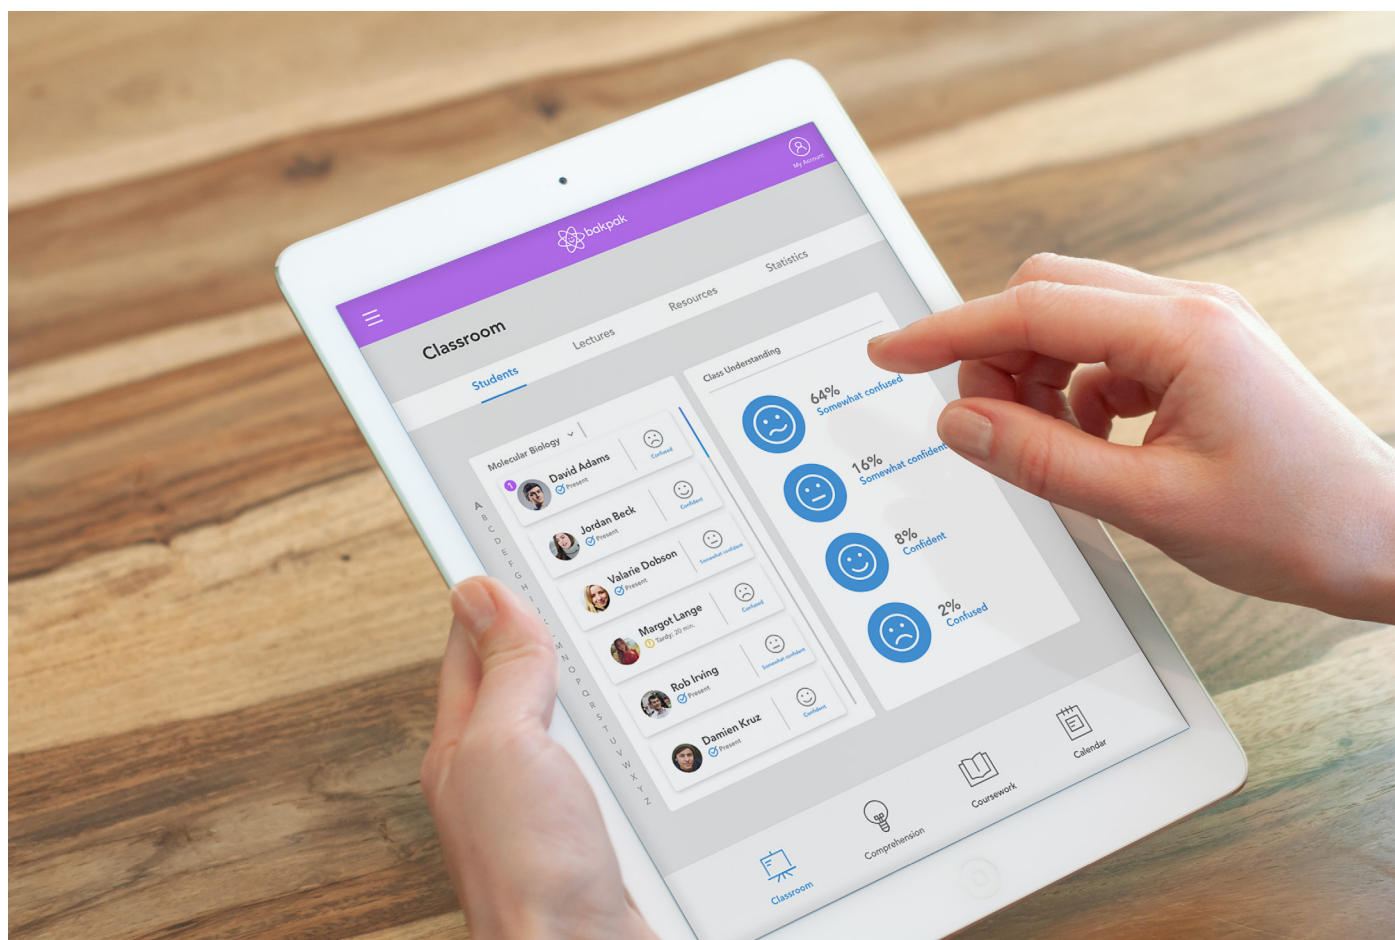 My Account
bakpak
Classroom
Students
Lectures
Resources
Statistics
Molecular Biology
1
David Adams
Present
Confused
Jordan Beck
Present
Confident
Valarie Dobson
Present
Somewhat confident
Margot Lange
Tardy: 20 min.
Confused
Rob Irving
Present
Somewhat confident
Damien Kruz
Present
Confident
A
B
C
D
E
F
G
H
I
J
K
L
M
N
O
P
Q
R
S
T
U
V
W
X
Y
Z
Class Understanding
64%
Somewhat confused
16%
Somewhat confident
8%
Confident
2%
Confused
Classroom
Comprehension
Coursework
Calendar